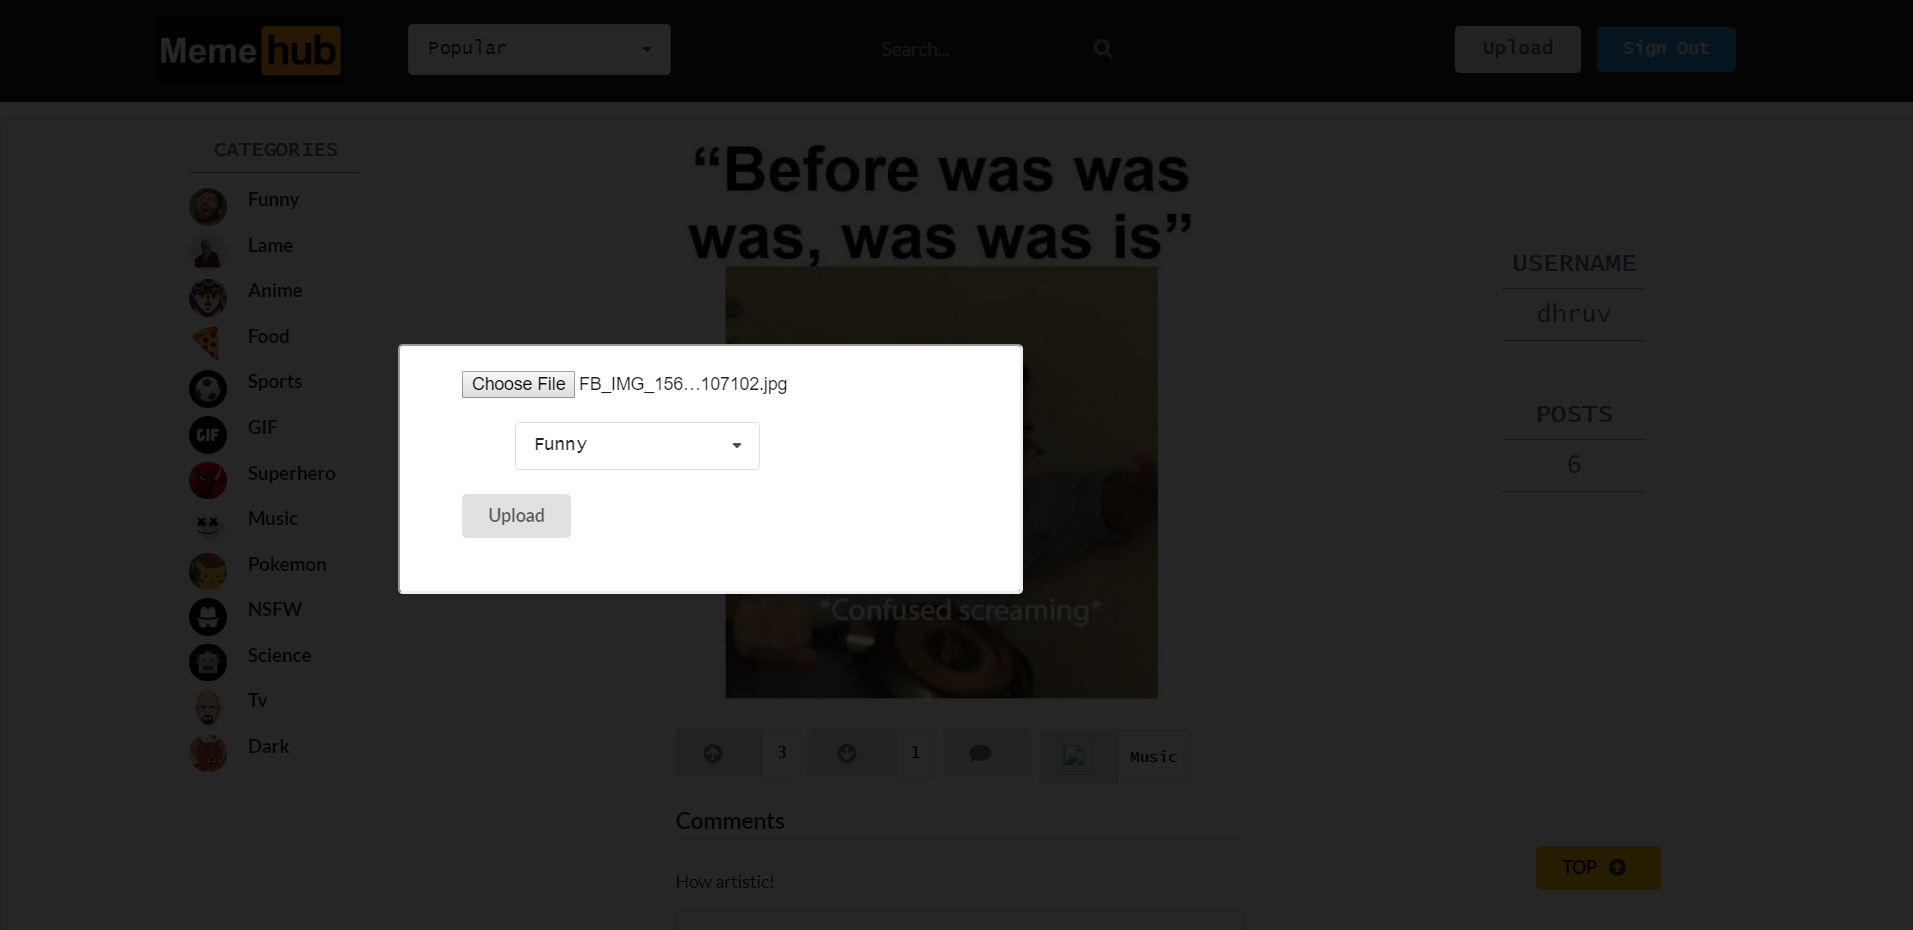 Meme hub
Popular
Search...
Upload
Sign Out
CATEGORIES
Funny
Lame
Anime
Food
Sports
GIF
GIF
Superhero
Music
Pokemon
NSFW
Science
Tv
Dark
“Before was was
was, was was is”
*Confused screaming*
Choose File FB_IMG_156...107102.jpg
Funny
Upload
3
1
Music
Comments
How artistic!
USERNAME
dhruv
POSTS
6
TOP